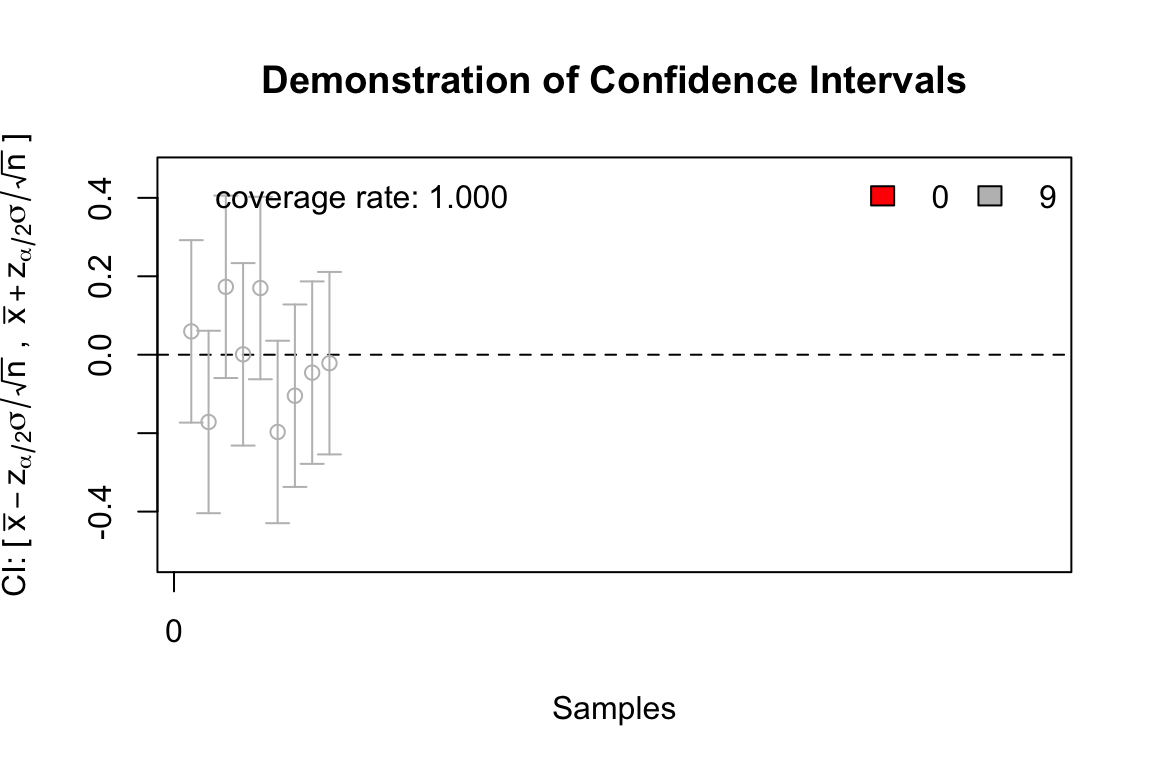 Demonstration of Confidence Intervals
coverage rate: 1.000
0 9
0.4
0.2
0.0
-0.4
CI: [ x̅ − zα/2σ/√n , x̅ + zα/2σ/√n ]
0
Samples